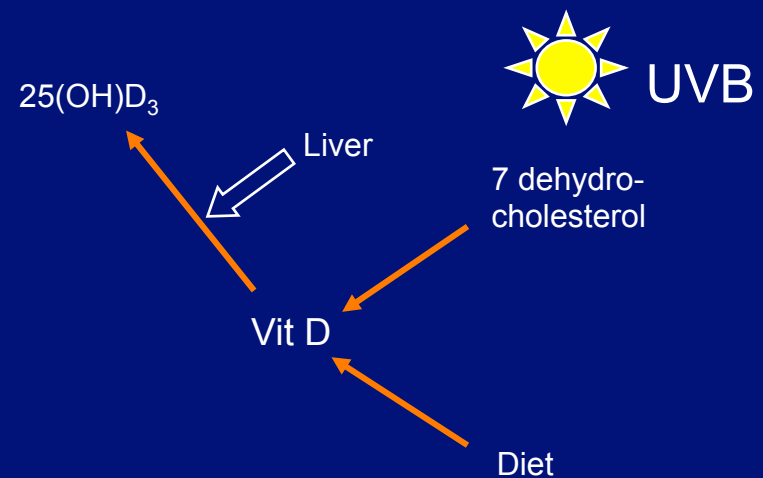 UVB
25(OH)D₃
Liver
7 dehydro-
cholesterol
Vit D
Diet